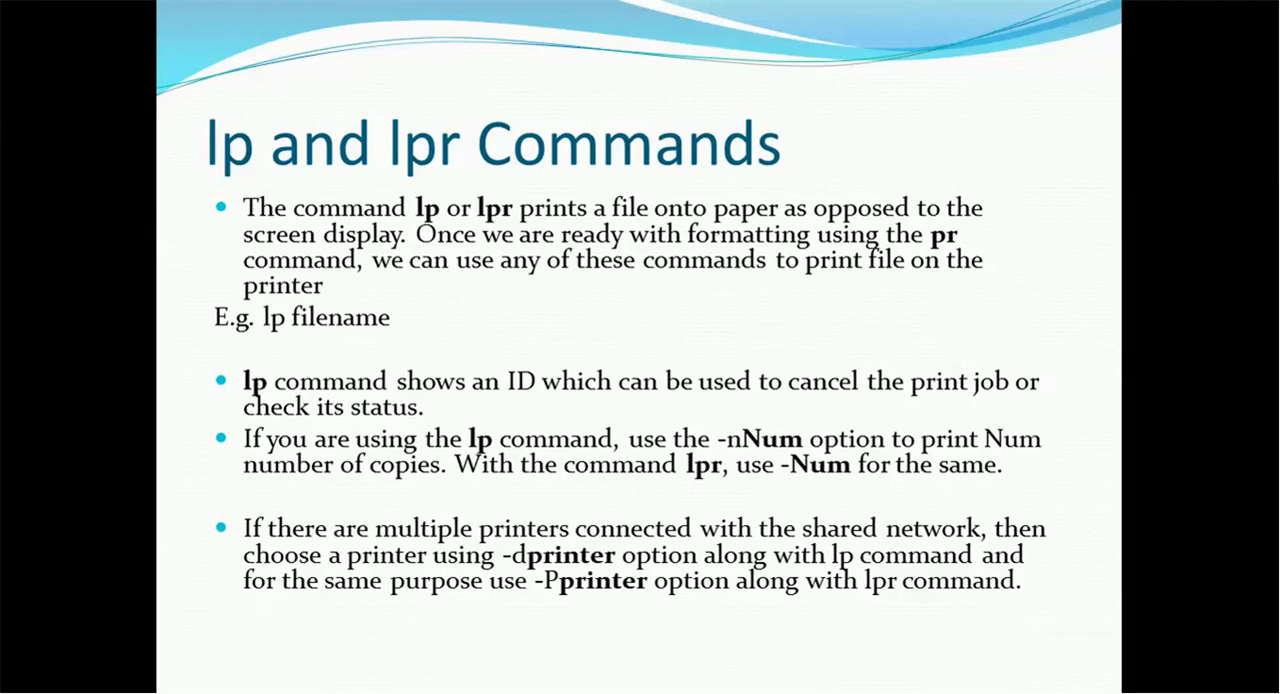 lp and lpr Commands
The command lp or lpr prints a file onto paper as opposed to the
screen display. Once we are ready with formatting using the pr
command, we can use any of these commands to print file on the
printer
E.g. lp filename
lp command shows an ID which can be used to cancel the print job or
check its status.
If you are using the lp command, use the -nNum option to print Num
number of copies. With the command lpr, use -Num for the same.
If there are multiple printers connected with the shared network, then
choose a printer using -dprinter option along with lp command and
for the same purpose use -Pprinter option along with lpr command.